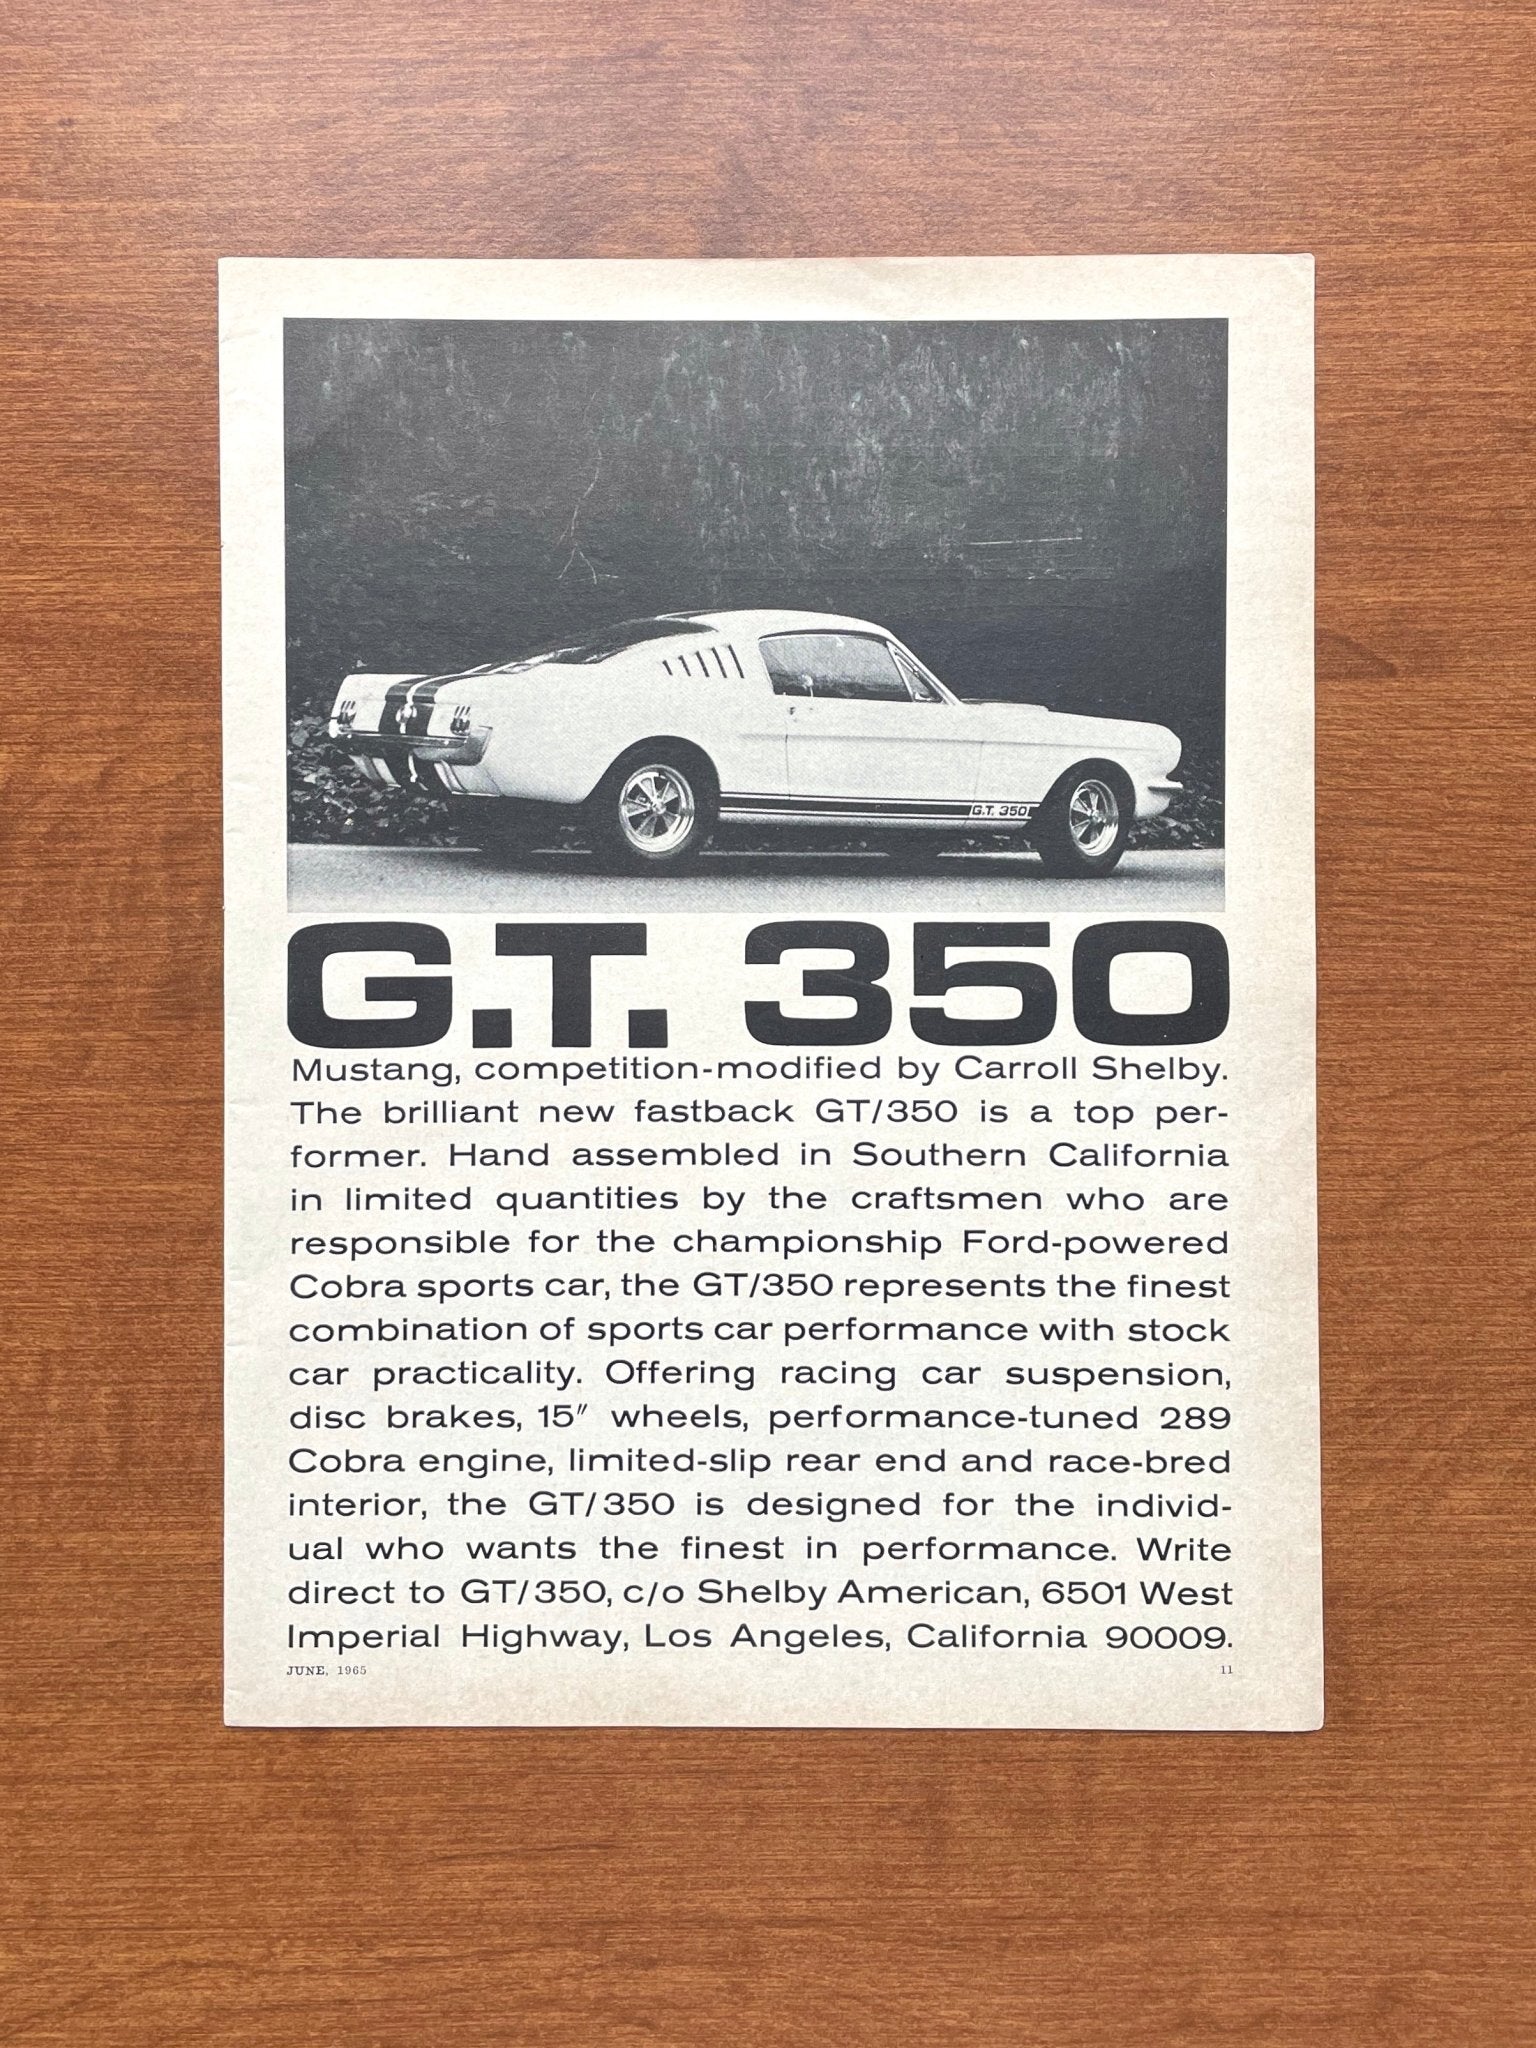 G.T. 350
G.T. 350
Mustang, competition-modified by Carroll Shelby.
The brilliant new fastback GT/350 is a top per-
former. Hand assembled in Southern California
in limited quantities by the craftsmen who are
responsible for the championship Ford-powered
Cobra sports car, the GT/350 represents the finest
combination of sports car performance with stock
car practicality. Offering racing car suspension,
disc brakes, 15" wheels, performance-tuned 289
Cobra engine, limited-slip rear end and race-bred
interior, the GT/350 is designed for the individ-
ual who wants the finest in performance. Write
direct to GT/350, c/o Shelby American, 6501 West
Imperial Highway, Los Angeles, California 90009.
JUNE, 1965 11